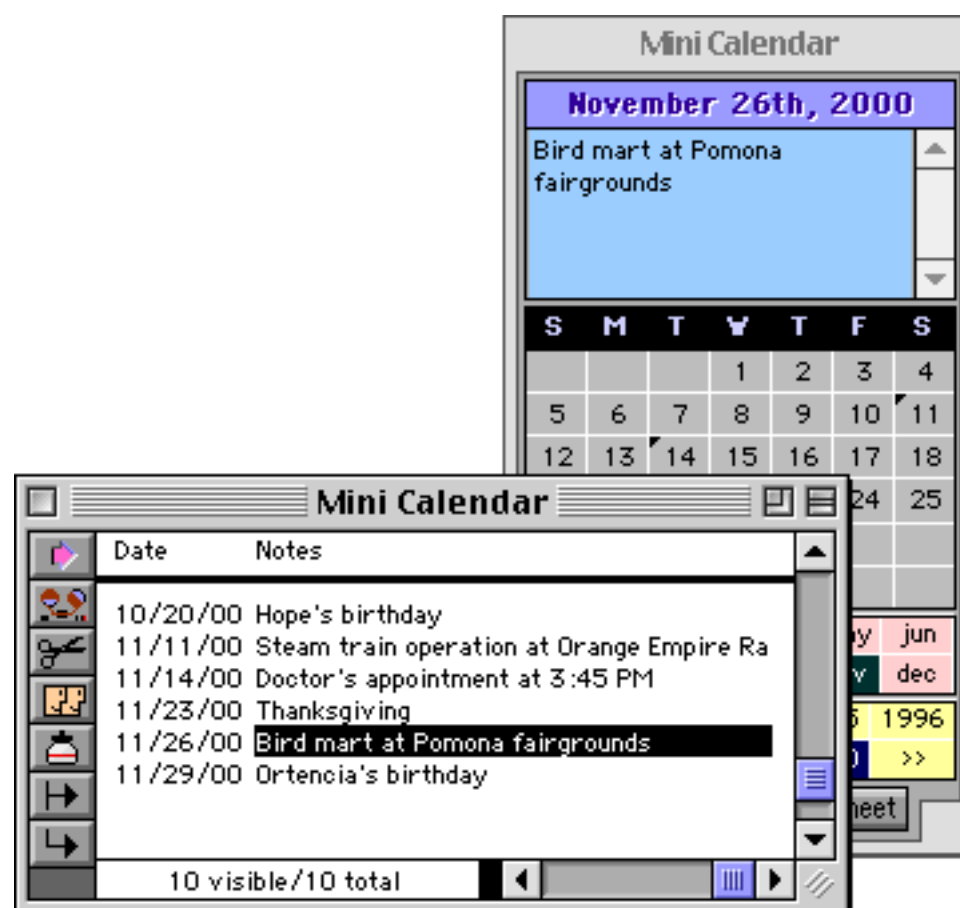 Mini Calendar
November 26th, 2000
Bird mart at Pomona
fairgrounds
S M T W T F S
1 2 3 4
5 6 7 8 9 10 11
12 13 14 15 16 17 18
24 25
jun
dec
1996
>>
Mini Calendar
Date Notes
10/20/00 Hope's birthday
11/11/00 Steam train operation at Orange Empire Ra
11/14/00 Doctor's appointment at 3:45 PM
11/23/00 Thanksgiving
11/26/00 Bird mart at Pomona fairgrounds
11/29/00 Ortencia's birthday
10 visible/10 total